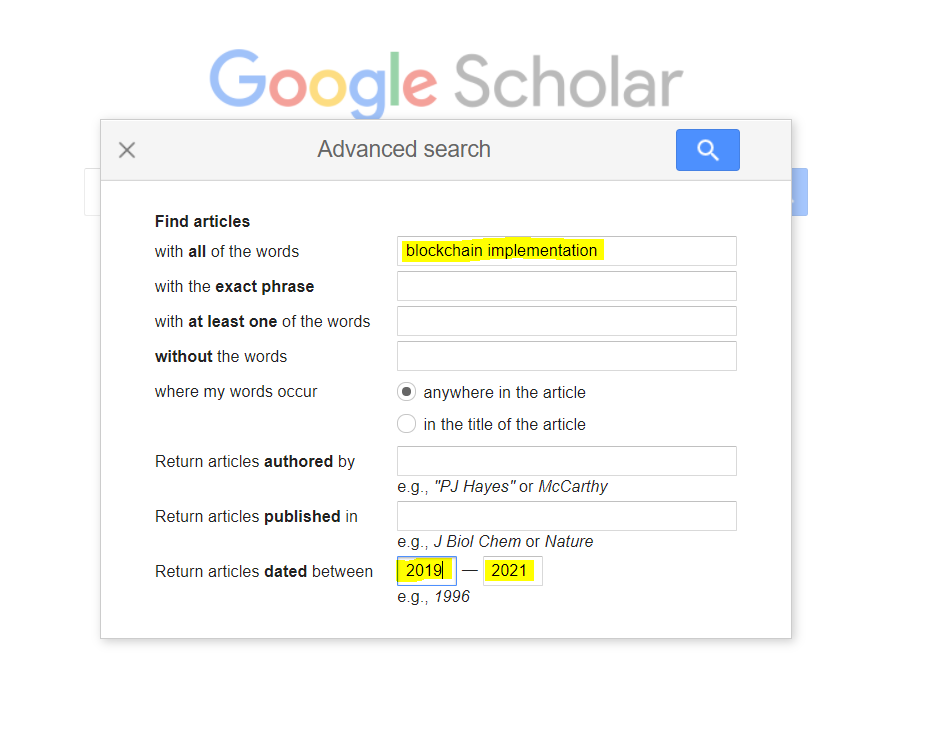 Google Scholar
Advanced search
Find articles
with all of the words blockchain implementation
with the exact phrase
with at least one of the words
without the words
where my words occur anywhere in the article
in the title of the article
Return articles authored by
e.g., "PJ Hayes" or McCarthy
Return articles published in
e.g., J Biol Chem or Nature
Return articles dated between 2019 — 2021
e.g., 1996